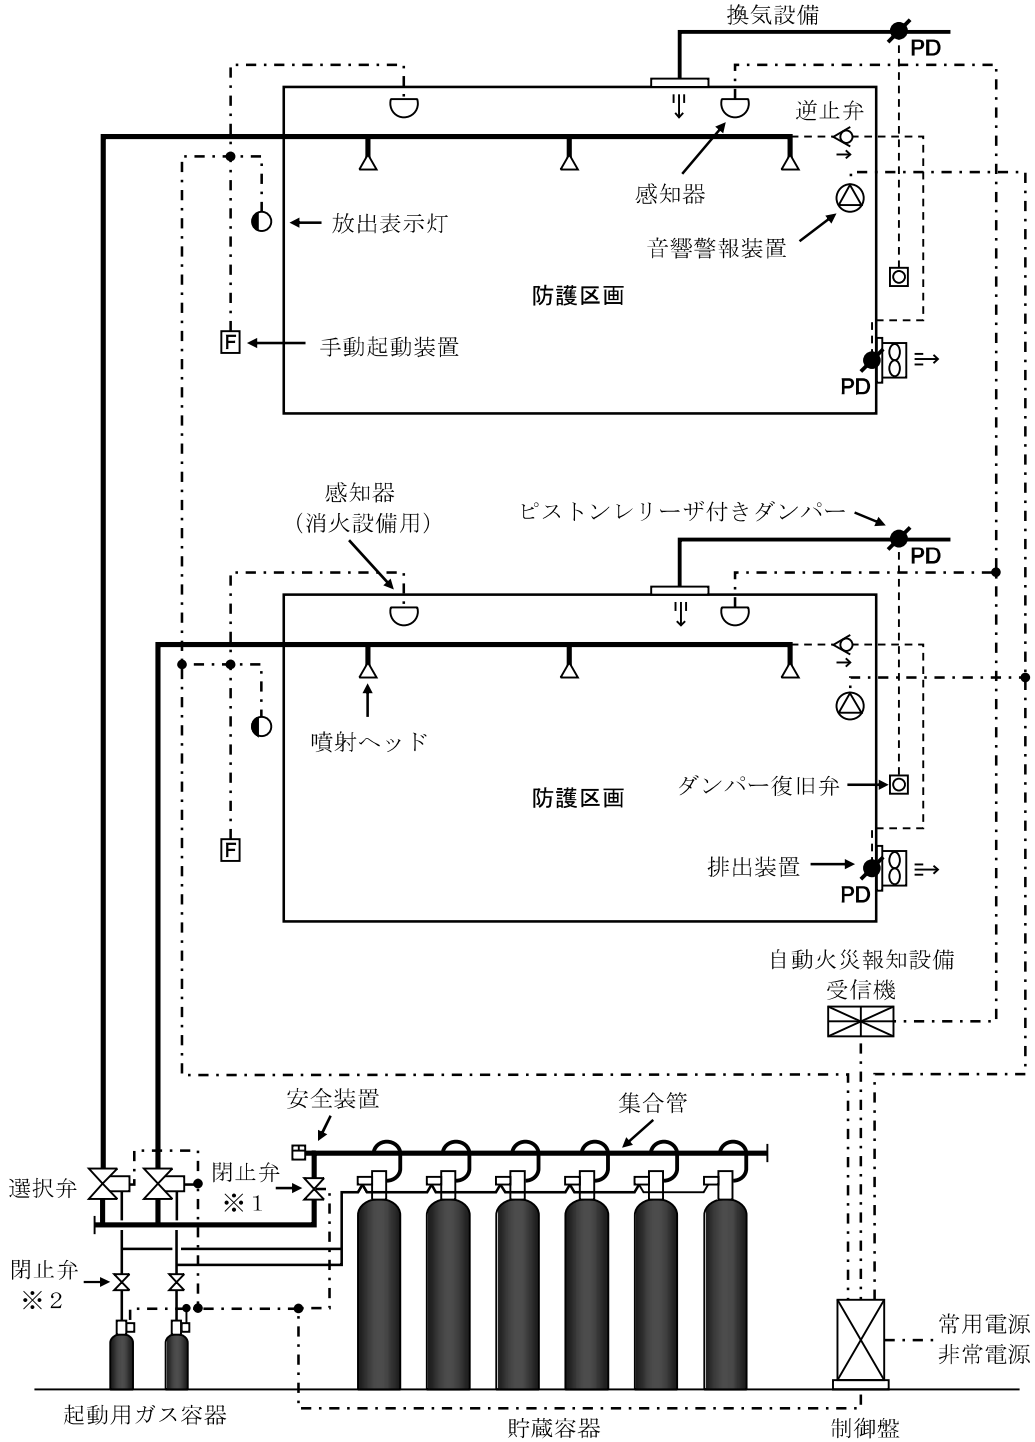 換気設備
PD
逆止弁
感知器
放出表示灯
音響警報装置
防護区画
F
手動起動装置
PD
感知器
(消火設備用)
ピストンレリーザ付きダンパー
PD
噴射ヘッド
ダンパー復旧弁
防護区画
F
排出装置
PD
自動火災報知設備
受信機
安全装置
集合管
閉止弁
※1
選択弁
閉止弁
※2
常用電源
非常電源
起動用ガス容器
貯蔵容器
制御盤